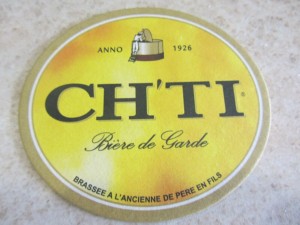 ANNO 1926
CH'TI
Bière de Garde
BRASSEE A L'ANCIENNE DE PERE EN FILS